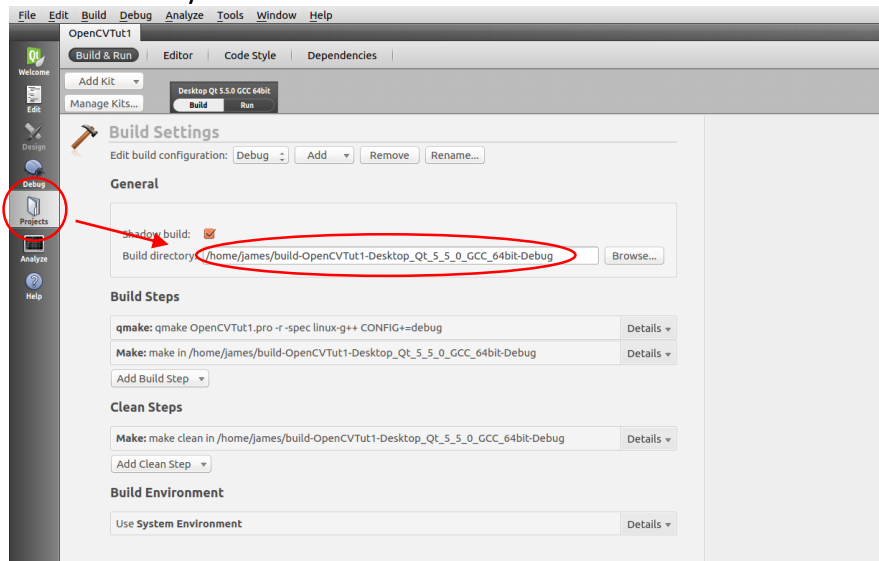 File Edit Build Debug Analyze Tools Window Help
OpenCVTut1
Build & Run Editor Code Style Dependencies
Welcome
Add Kit
Manage Kits...
Desktop Qt 5.5.0 GCC 64bit
Build Run
Edit
Design
Debug
Projects
Analyze
Help
Build Settings
Edit build configuration: Debug Add Remove Rename...
General
Shadow build:
Build directory: /home/james/build-OpenCVTut1-Desktop_Qt_5_5_0_GCC_64bit-Debug Browse...
Build Steps
qmake: qmake OpenCVTut1.pro -r -spec linux-g++ CONFIG+=debug Details
Make: make in /home/james/build-OpenCVTut1-Desktop_Qt_5_5_0_GCC_64bit-Debug Details
Add Build Step
Clean Steps
Make: make clean in /home/james/build-OpenCVTut1-Desktop_Qt_5_5_0_GCC_64bit-Debug Details
Add Clean Step
Build Environment
Use System Environment Details